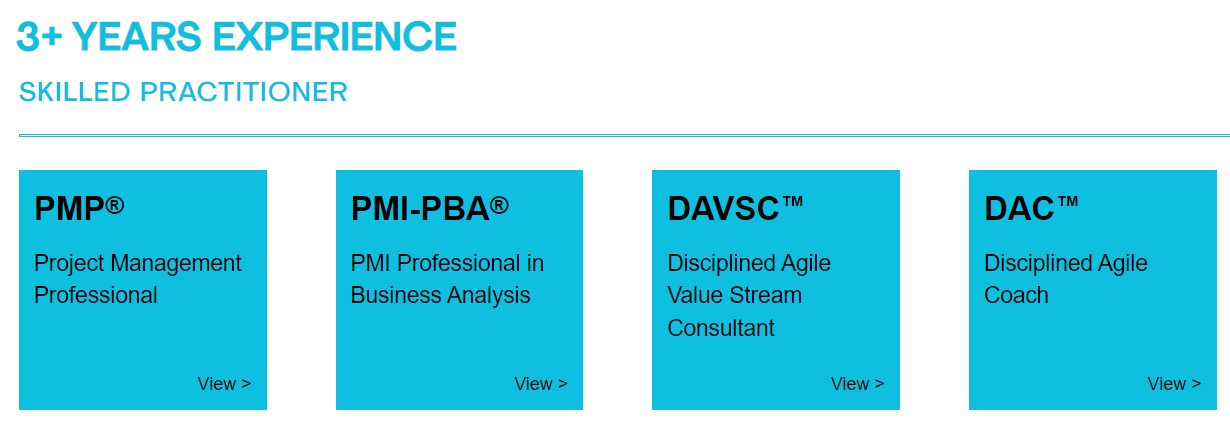 3+ YEARS EXPERIENCE
SKILLED PRACTITIONER
PMP®
Project Management
Professional
View >
PMI-PBA®
PMI Professional in
Business Analysis
View >
DAVSC™
Disciplined Agile
Value Stream
Consultant
View >
DAC™
Disciplined Agile
Coach
View >